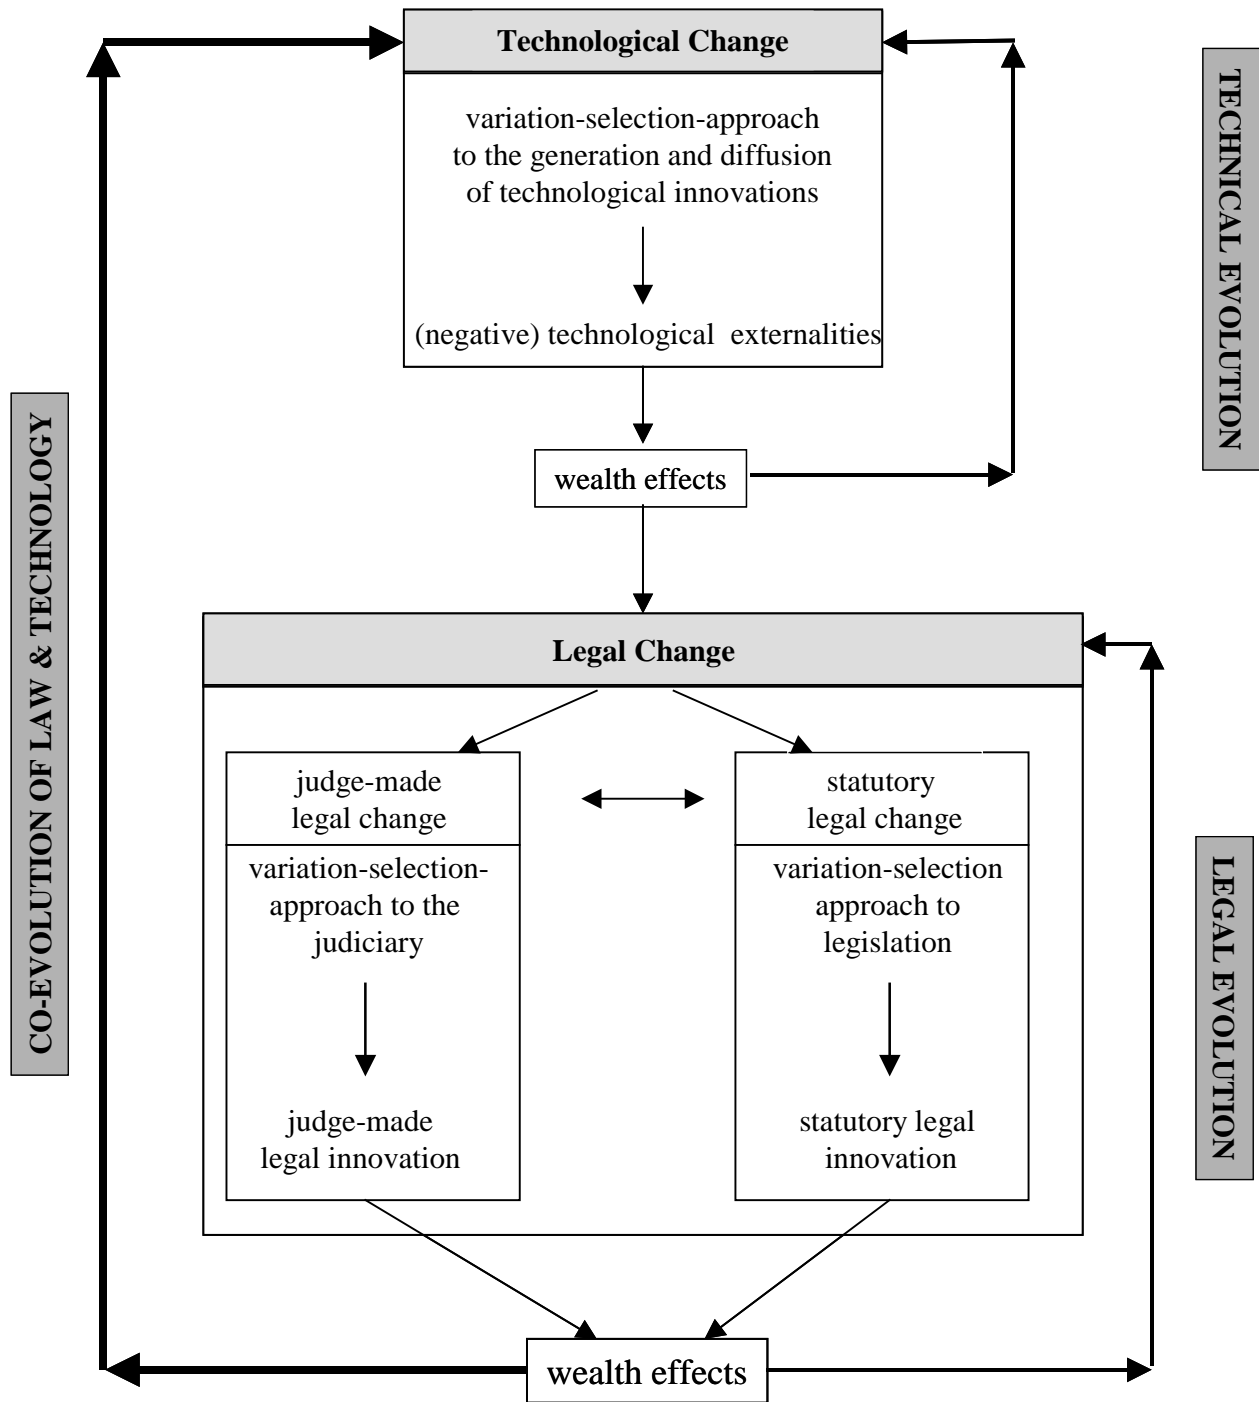 Technological Change
variation-selection-approach
to the generation and diffusion
of technological innovations
(negative) technological externalities
wealth effects
TECHNICAL EVOLUTION
CO-EVOLUTION OF LAW & TECHNOLOGY
Legal Change
judge-made
legal change
variation-selection-
approach to the
judiciary
judge-made
legal innovation
statutory
legal change
variation-selection
approach to
legislation
statutory legal
innovation
LEGAL EVOLUTION
wealth effects